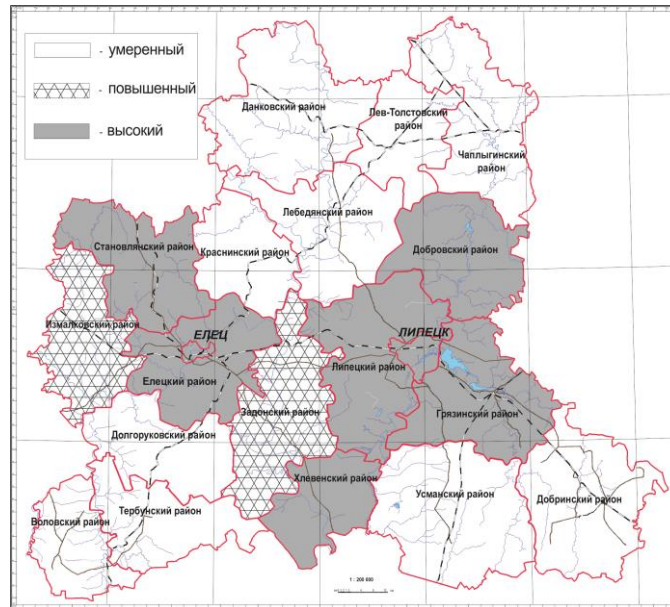 - умеренный
- повышенный
- высокий
Данковский район
Лев-Толстовский
район
Чаплыгинский
район
Лебедянский район
Становлянский район
Краснинский район
Добровский район
Измалковский район
ЕЛЕЦ
ЛИПЕЦК
Елецкий район
Липецкий район
Задонский район
Грязинский район
Долгоруковский район
Хлевенский район
Усманский район
Добринский район
Воловский район
Тербунский район
1 : 200 000